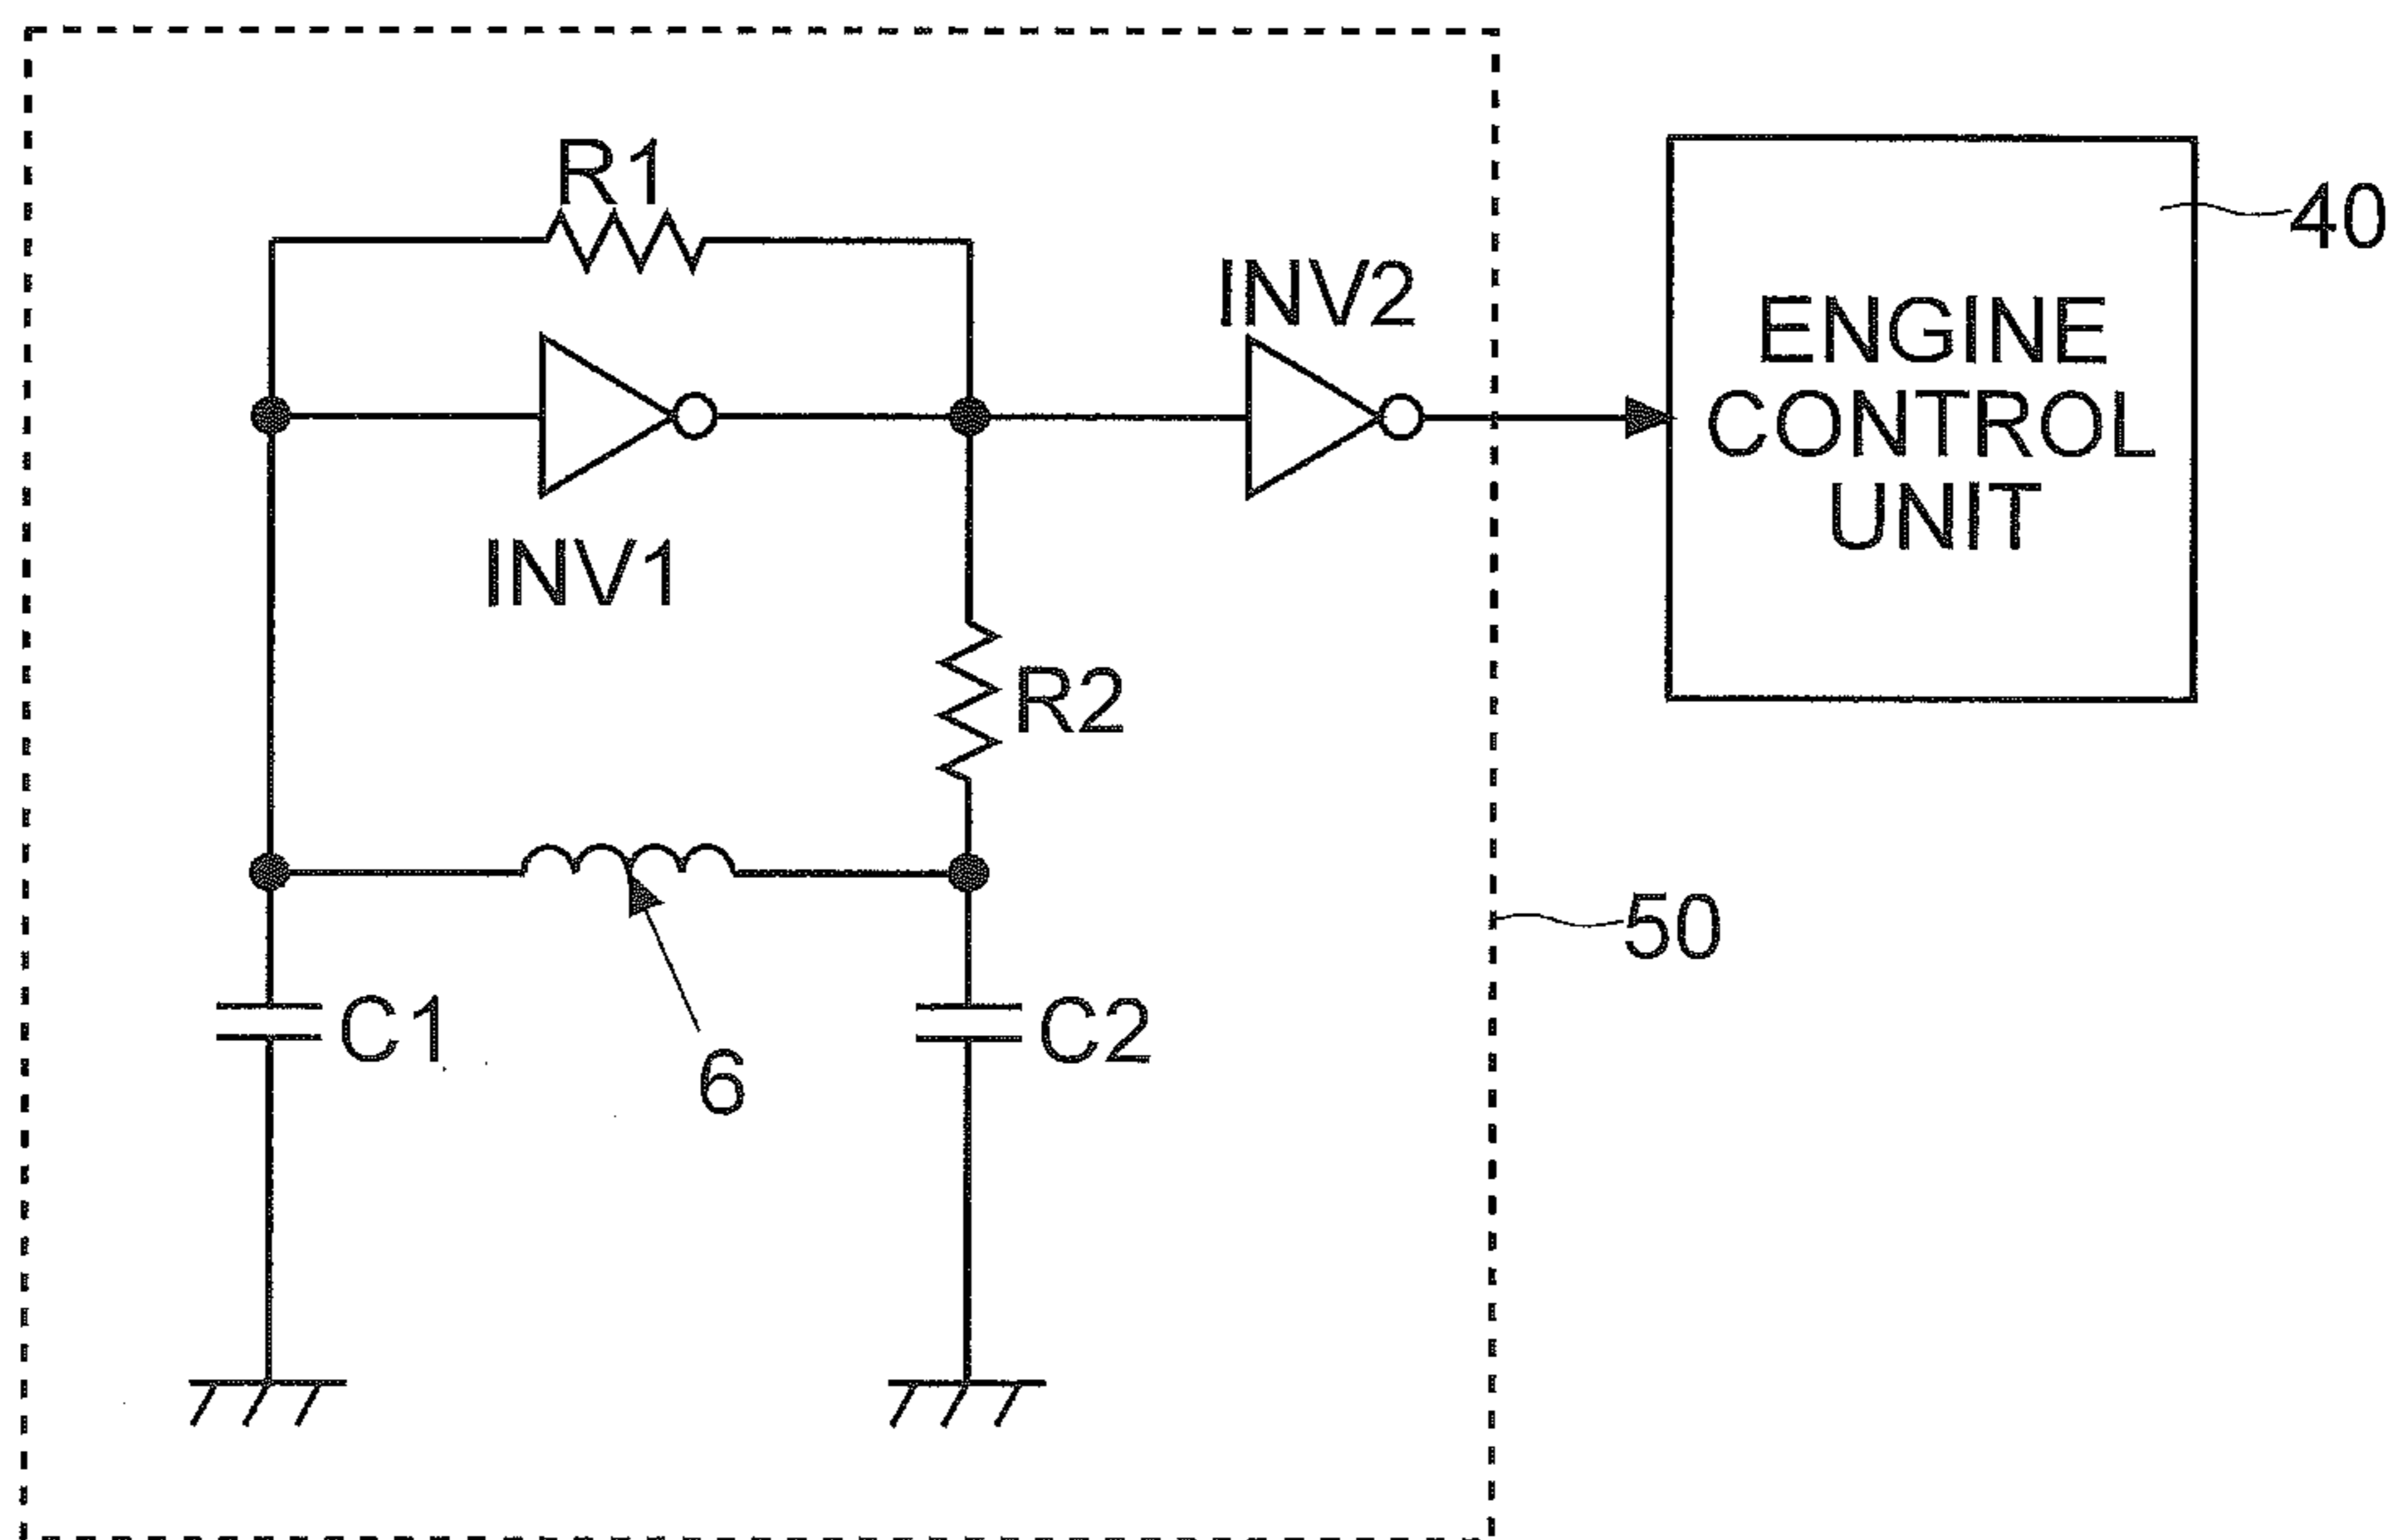 R1
40
INV2
ENGINE
CONTROL
UNIT
INV1
R2
50
C1
C2
6